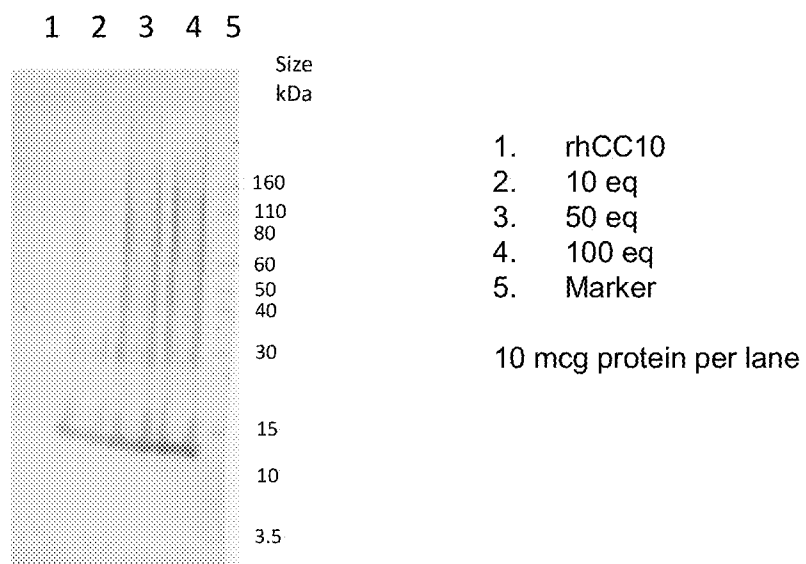 1 2 3 4 5
Size
kDa
160
110
80
60
50
40
30
15
10
3.5
1. rhCC10
2. 10 eq
3. 50 eq
4. 100 eq
5. Marker
10 mcg protein per lane